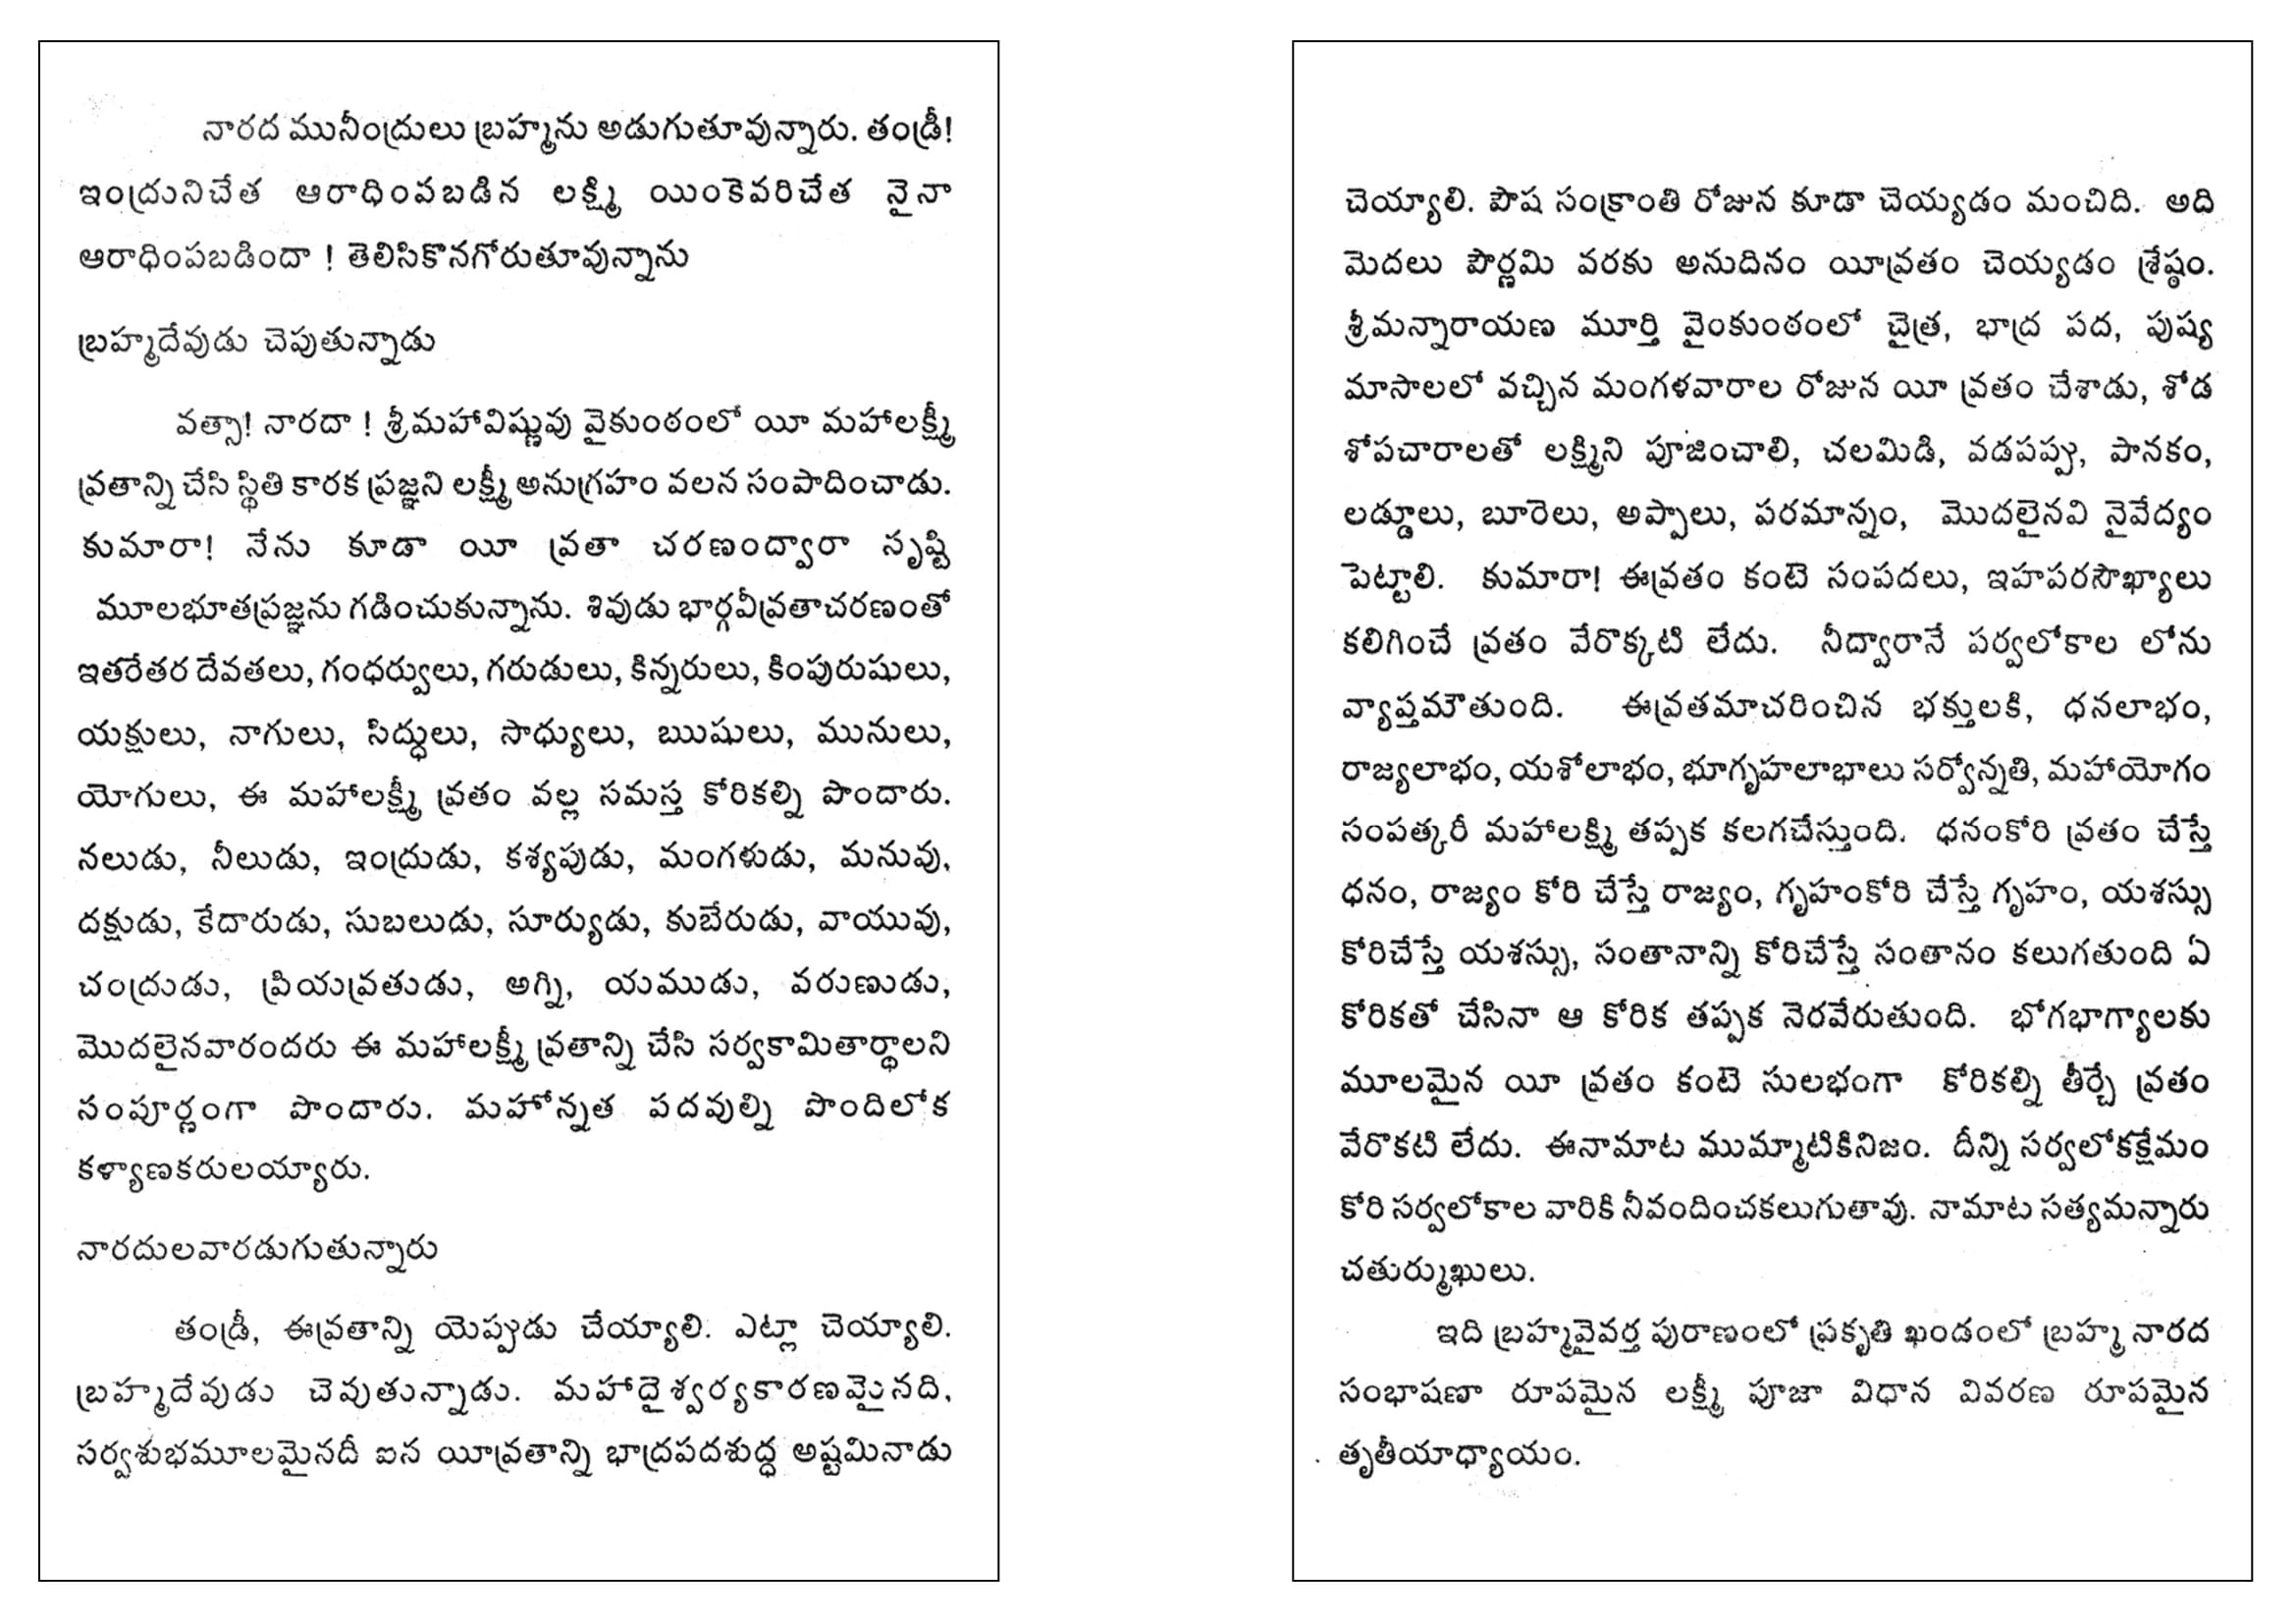 నారద మునీంద్రులు బ్రహ్మను అడుగుతూవున్నారు. తండ్రీ!
ఇంద్రునిచేత ఆరాధింపబడిన లక్ష్మి యింకెవరిచేత నైనా
ఆరాధింపబడిందా ! తెలిసికొనగోరుతూవున్నాను
బ్రహ్మదేవుడు చెపుతున్నాడు
వత్సా! నారదా ! శ్రీమహావిష్ణువు వైకుంఠంలో యీ మహాలక్ష్మీ
వ్రతాన్ని చేసి స్థితి కారక ప్రజ్ఞని లక్ష్మీ అనుగ్రహం వలన సంపాదించాడు.
కుమారా! నేను కూడా యీ వ్రతా చరణంద్వారా సృష్టి
మూలభూతప్రజ్ఞను గడించుకున్నాను. శివుడు భార్గవీవ్రతాచరణంతో
ఇతరేతర దేవతలు, గంధర్వులు, గరుడులు, కిన్నరులు, కింపురుషులు,
యక్షులు, నాగులు, సిద్ధులు, సాధ్యులు, ఋషులు, మునులు,
యోగులు, ఈ మహాలక్ష్మీ వ్రతం వల్ల సమస్త కోరికల్ని పొందారు.
నలుడు, నీలుడు, ఇంద్రుడు, కశ్యపుడు, మంగళుడు, మనువు,
దక్షుడు, కేదారుడు, సుబలుడు, సూర్యుడు, కుబేరుడు, వాయువు,
చంద్రుడు, ప్రియవ్రతుడు, అగ్ని, యముడు, వరుణుడు,
మొదలైనవారందరు ఈ మహాలక్ష్మీ వ్రతాన్ని చేసి సర్వకామితార్థాలని
సంపూర్ణంగా పొందారు. మహోన్నత పదవుల్ని పొందిలోక
కళ్యాణకరులయ్యారు.
నారదులవారడుగుతున్నారు
తండ్రీ, ఈవ్రతాన్ని యెప్పుడు చేయ్యాలి. ఎట్లా చెయ్యాలి.
బ్రహ్మదేవుడు చెవుతున్నాడు. మహాదైశ్వర్యకారణమైనది,
సర్వశుభమూలమైనదీ ఐన యీవ్రతాన్ని భాద్రపదశుద్ధ అష్టమినాడు
చెయ్యాలి. పౌష సంక్రాంతి రోజున కూడా చెయ్యడం మంచిది. అది
మెదలు పౌర్ణమి వరకు అనుదినం యీవ్రతం చెయ్యడం శ్రేష్ఠం.
శ్రీమన్నారాయణ మూర్తి వైంకుంఠంలో చైత్ర, భాద్ర పద, పుష్య
మాసాలలో వచ్చిన మంగళవారాల రోజున యీ వ్రతం చేశాడు, శోడ
శోపచారాలతో లక్ష్మిని పూజించాలి, చలమిడి, వడపప్పు, పానకం,
లడ్డూలు, బూరెలు, అప్పాలు, పరమాన్నం, మొదలైనవి నైవేద్యం
పెట్టాలి. కుమారా! ఈవ్రతం కంటె సంపదలు, ఇహపరసౌఖ్యాలు
కలిగించే వ్రతం వేరొక్కటి లేదు. నీద్వారానే పర్వలోకాల లోను
వ్యాప్తమౌతుంది. ఈవ్రతమాచరించిన భక్తులకి, ధనలాభం,
రాజ్యలాభం, యశోలాభం, భూగృహలాభాలు సర్వోన్నతి, మహాయోగం
సంపత్కరీ మహాలక్ష్మి తప్పక కలగచేస్తుంది. ధనంకోరి వ్రతం చేస్తే
ధనం, రాజ్యం కోరి చేస్తే రాజ్యం, గృహంకోరి చేస్తే గృహం, యశస్సు
కోరిచేస్తే యశస్సు, సంతానాన్ని కోరిచేస్తే సంతానం కలుగతుంది ఏ
కోరికతో చేసినా ఆ కోరిక తప్పక నెరవేరుతుంది. భోగభాగ్యాలకు
మూలమైన యీ వ్రతం కంటె సులభంగా కోరికల్ని తీర్చే వ్రతం
వేరొకటి లేదు. ఈనామాట ముమ్మాటికినిజం. దీన్ని సర్వలోకక్షేమం
కోరి సర్వలోకాల వారికి నీవందించకలుగుతావు. నామాట సత్యమన్నారు
చతుర్ముఖులు.
ఇది బ్రహ్మవైవర్త పురాణంలో ప్రకృతి ఖండంలో బ్రహ్మ నారద
సంభాషణా రూపమైన లక్ష్మీ పూజా విధాన వివరణ రూపమైన
తృతీయాధ్యాయం.